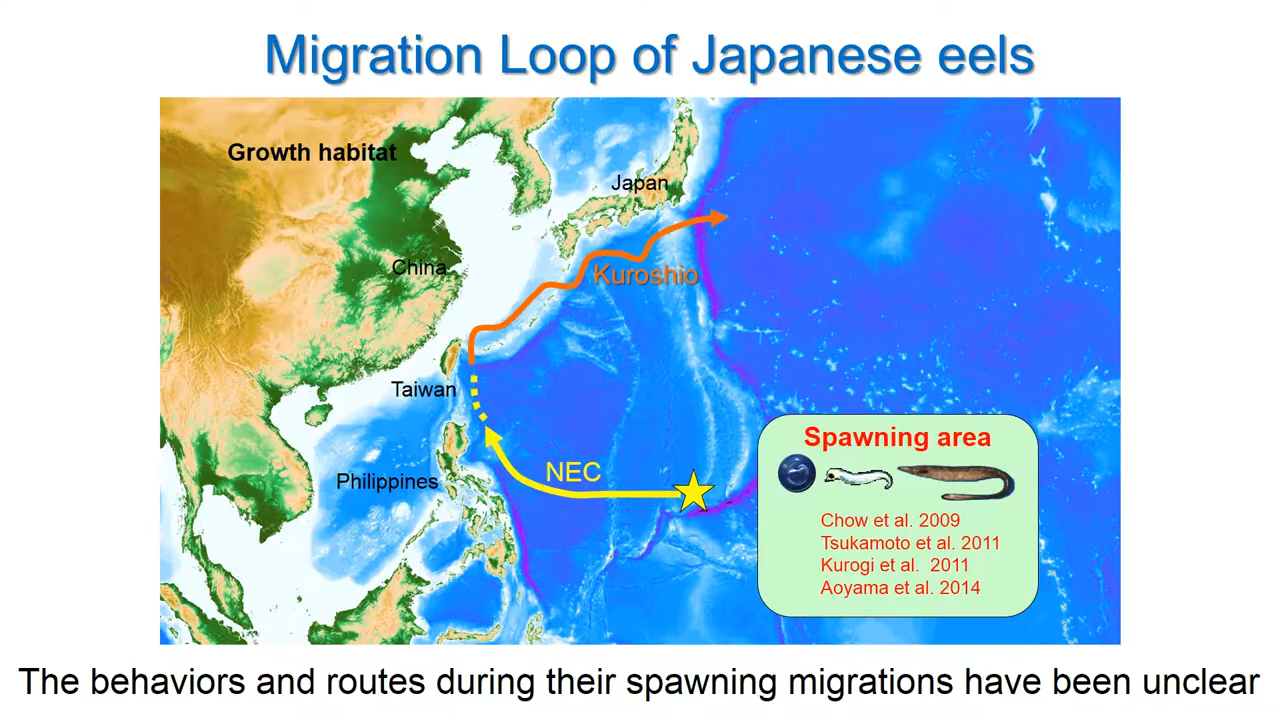 Migration Loop of Japanese eels
Growth habitat
Japan
China
Kuroshio
Taiwan
Philippines
NEC
Spawning area
Chow et al. 2009
Tsukamoto et al. 2011
Kurogi et al.  2011
Aoyama et al. 2014
The behaviors and routes during their spawning migrations have been unclear